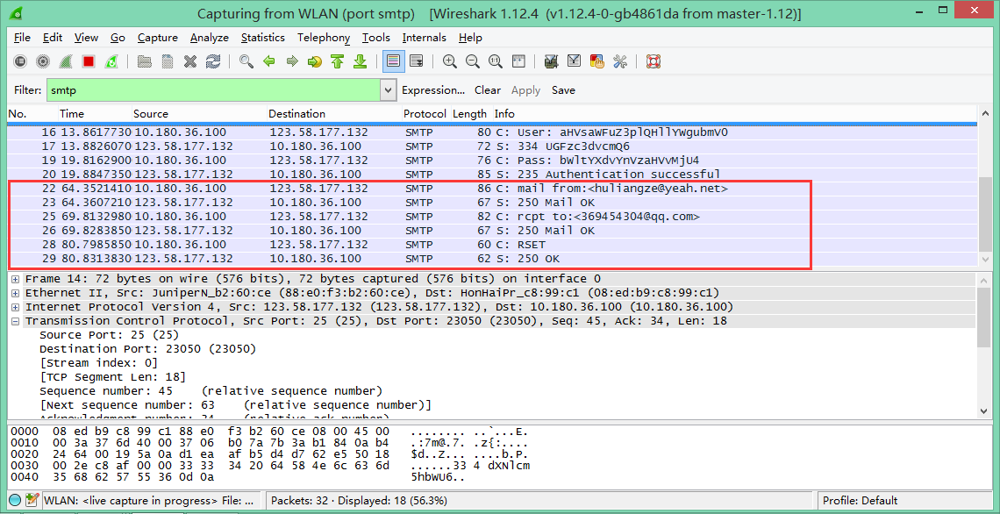 Capturing from WLAN (port smtp) [Wireshark 1.12.4 (v1.12.4-0-gb4861da from master-1.12)]
File Edit View Go Capture Analyze Statistics Telephony Tools Internals Help
Filter: smtp Expression... Clear Apply Save
No. Time Source Destination Protocol Length Info
16 13.8617730 10.180.36.100 123.58.177.132 SMTP 80 C: User: aHVsaWFuZ3plQHllYWgubmV0
17 13.8826070 123.58.177.132 10.180.36.100 SMTP 72 S: 334 UGFzc3dvcmQ6
19 19.8162900 10.180.36.100 123.58.177.132 SMTP 76 C: Pass: bWltYXdvYnVzaHVvMjU4
20 19.8847350 123.58.177.132 10.180.36.100 SMTP 85 S: 235 Authentication successful
22 64.3521410 10.180.36.100 123.58.177.132 SMTP 86 C: mail from:<huliangze@yeah.net>
23 64.3607210 123.58.177.132 10.180.36.100 SMTP 67 S: 250 Mail OK
25 69.8132980 10.180.36.100 123.58.177.132 SMTP 82 C: rcpt to:<369454304@qq.com>
26 69.8283850 123.58.177.132 10.180.36.100 SMTP 67 S: 250 Mail OK
28 80.7985850 10.180.36.100 123.58.177.132 SMTP 60 C: RSET
29 80.8313830 123.58.177.132 10.180.36.100 SMTP 62 S: 250 OK
Frame 14: 72 bytes on wire (576 bits), 72 bytes captured (576 bits) on interface 0
Ethernet II, Src: JuniperN_b2:60:ce (88:e0:f3:b2:60:ce), Dst: HonHaiPr_c8:99:c1 (08:ed:b9:c8:99:c1)
Internet Protocol Version 4, Src: 123.58.177.132 (123.58.177.132), Dst: 10.180.36.100 (10.180.36.100)
Transmission Control Protocol, Src Port: 25 (25), Dst Port: 23050 (23050), Seq: 45, Ack: 34, Len: 18
Source Port: 25 (25)
Destination Port: 23050 (23050)
[Stream index: 0]
[TCP Segment Len: 18]
Sequence number: 45 (relative sequence number)
[Next sequence number: 63 (relative sequence number)]
Acknowledgment number: 34 (relative ack number)
0000 08 ed b9 c8 99 c1 88 e0 f3 b2 60 ce 08 00 45 00 ........ ..`...E.
0010 00 3a 37 6d 40 00 37 06 b0 7a 7b 3a b1 84 0a b4 .:7m@.7. .z{:....
0020 24 64 00 19 5a 0a d1 ea af b5 d4 d7 62 e5 50 18 $d..Z... ....b.P.
0030 00 2e c8 af 00 00 33 33 34 20 64 58 4e 6c 63 6d ......33 4 dXNlcm
0040 35 68 62 57 55 36 0d 0a 5hbWU6..
WLAN: <live capture in progress> File: ... Packets: 32 · Displayed: 18 (56.3%) Profile: Default